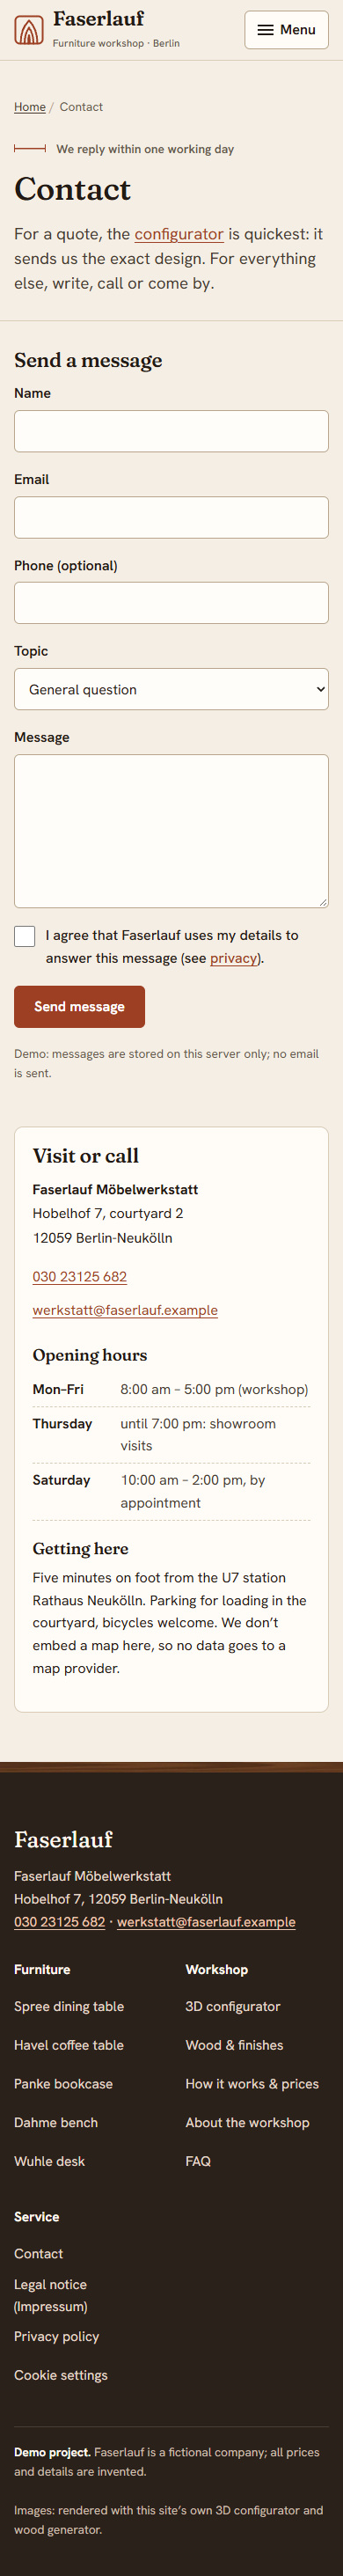 Faserlauf
Furniture workshop · Berlin
Menu
Home / Contact
We reply within one working day
Contact
For a quote, the configurator is quickest: it
sends us the exact design. For everything
else, write, call or come by.
Send a message
Name
Email
Phone (optional)
Topic
General question
Message
I agree that Faserlauf uses my details to
answer this message (see privacy).
Send message
Demo: messages are stored on this server only; no email
is sent.
Visit or call
Faserlauf Möbelwerkstatt
Hobelhof 7, courtyard 2
12059 Berlin-Neukölln
030 23125 682
werkstatt@faserlauf.example
Opening hours
Mon–Fri 8:00 am – 5:00 pm (workshop)
Thursday until 7:00 pm: showroom
visits
Saturday 10:00 am – 2:00 pm, by
appointment
Getting here
Five minutes on foot from the U7 station
Rathaus Neukölln. Parking for loading in the
courtyard, bicycles welcome. We don’t
embed a map here, so no data goes to a
map provider.
Faserlauf
Faserlauf Möbelwerkstatt
Hobelhof 7, 12059 Berlin-Neukölln
030 23125 682 · werkstatt@faserlauf.example
Furniture
Spree dining table
Havel coffee table
Panke bookcase
Dahme bench
Wuhle desk
Workshop
3D configurator
Wood & finishes
How it works & prices
About the workshop
FAQ
Service
Contact
Legal notice
(Impressum)
Privacy policy
Cookie settings
Demo project. Faserlauf is a fictional company; all prices
and details are invented.
Images: rendered with this site’s own 3D configurator and
wood generator.